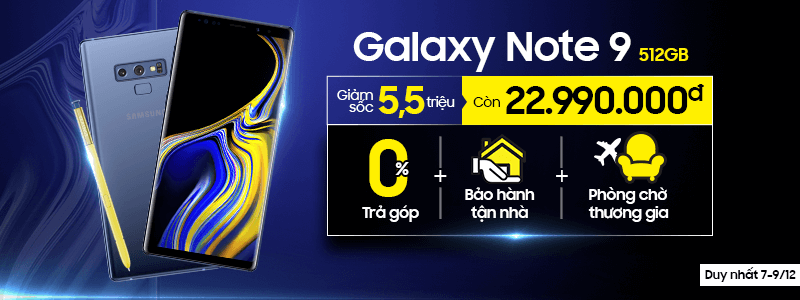 Galaxy Note 9 512GB
Giảm sốc 5,5 triệu Còn 22.990.000đ
0%
Trả góp
+
Bảo hành
tận nhà
+
Phòng chờ
thương gia
SAMSUNG
Duy nhất 7-9/12